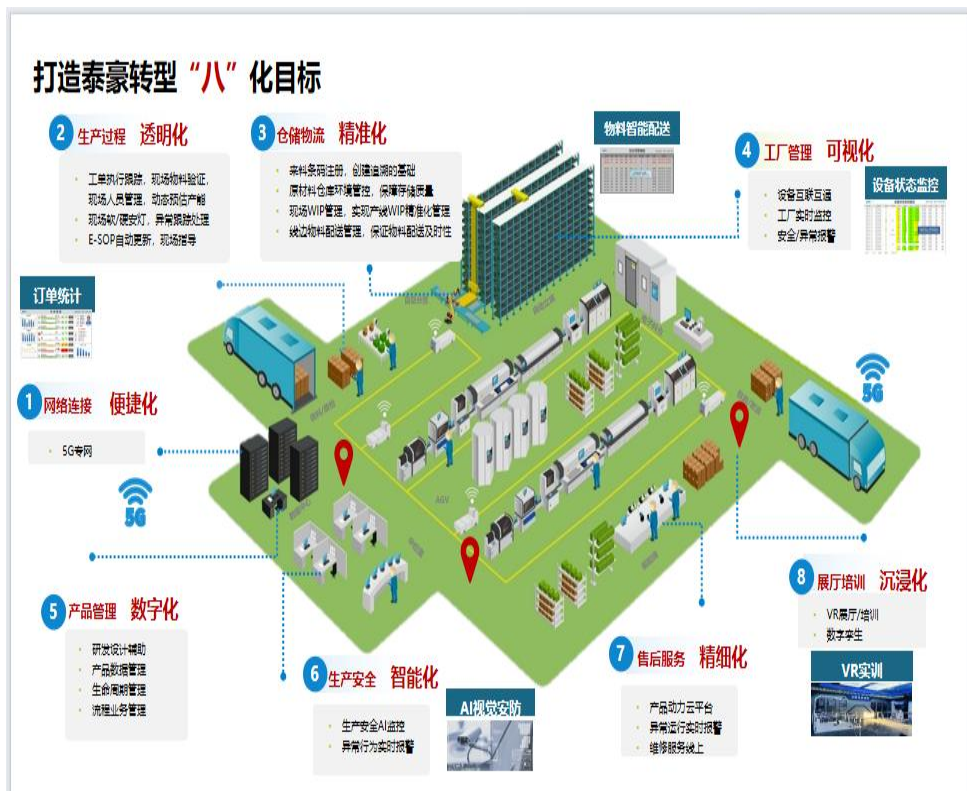 打造泰豪转型“八”化目标
2 生产过程 透明化
工单执行跟踪，现场物料验证，
现场人员管理，动态预估产能
现场软/硬安灯，异常跟踪处理
E-SOP自动更新，现场指导
3 仓储物流 精准化
来料条码注册，创建追溯的基础
原材料仓库环境管控，保障存储质量
现场WIP管理，实现产线WIP精准化管理
线边物料配送管理，保证物料配送及时性
物料智能配送
4 工厂管理 可视化
设备互联互通
工厂实时监控
安全/异常报警
设备状态监控
订单统计
1 网络连接 便捷化
5G专网
5G
5G
AGV
5 产品管理 数字化
研发设计辅助
产品数据管理
生命周期管理
流程业务管理
6 生产安全 智能化
生产安全AI监控
异常行为实时报警
AI视觉安防
7 售后服务 精细化
产品动力云平台
异常运行实时报警
维修服务线上
8 展厅培训 沉浸化
VR展厅/培训
数字孪生
VR实训